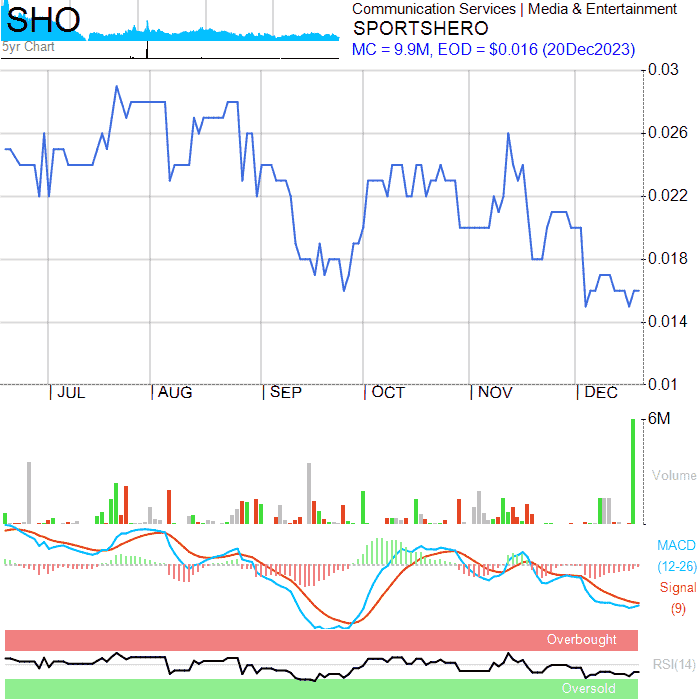 SHO
5yr Chart
Communication Services | Media & Entertainment
SPORTSHERO
MC = 9.9M, EOD = $0.016 (20Dec2023)
0.03
0.026
0.022
0.018
0.014
0.01
JUL AUG SEP OCT NOV DEC
6M
Volume
MACD
(12-26)
Signal
(9)
Overbought
RSI(14)
Oversold